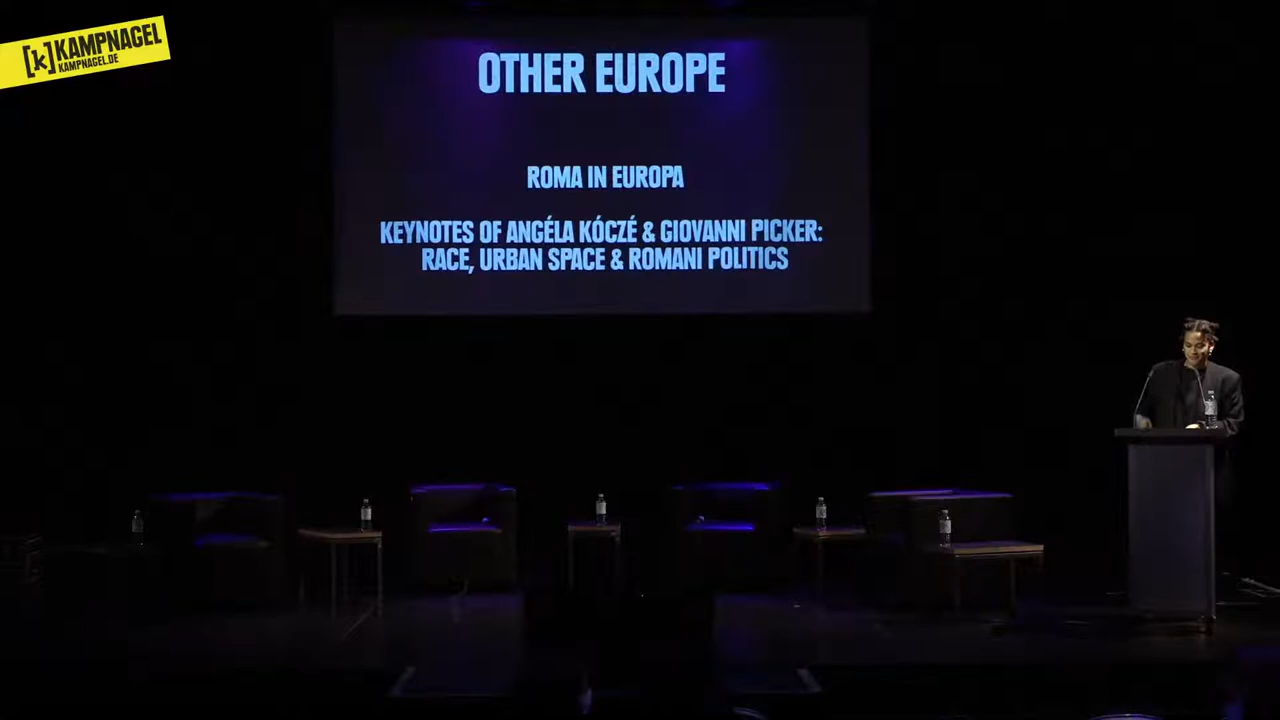 [k] KAMPNAGEL
KAMPNAGEL.DE
OTHER EUROPE
ROMA IN EUROPA
KEYNOTES OF ANGÉLA KÓCZÉ & GIOVANNI PICKER:
RACE, URBAN SPACE & ROMANI POLITICS